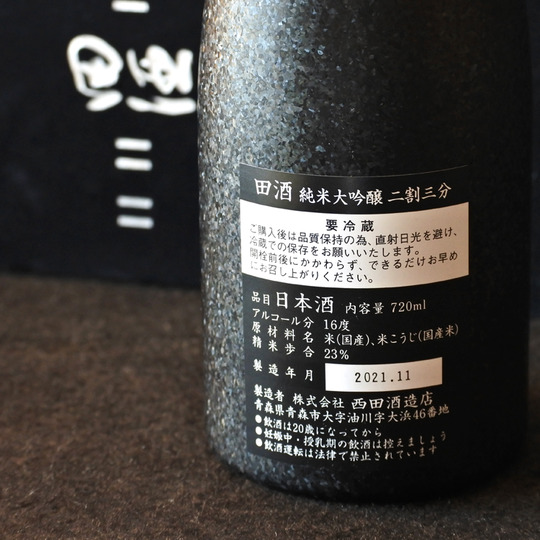 田酒 純米大吟醸 二割三分
要冷蔵
ご購入後は品質保持の為、直射日光を避け、
冷蔵での保存をお願いいたします。
開栓前後にかかわらず、できるだけお早め
にお召し上がりください。
品目 日本酒 内容量 720ml
アルコール分 16度
原材料名 米(国産)、米こうじ(国産米)
精米歩合 23%
製造年月 2021.11
製造者 株式会社 西田酒造店
青森県青森市大字油川字大浜46番地
●飲酒は20歳になってから
●妊娠中・授乳期の飲酒は控えましょう
●飲酒運転は法律で禁止されています